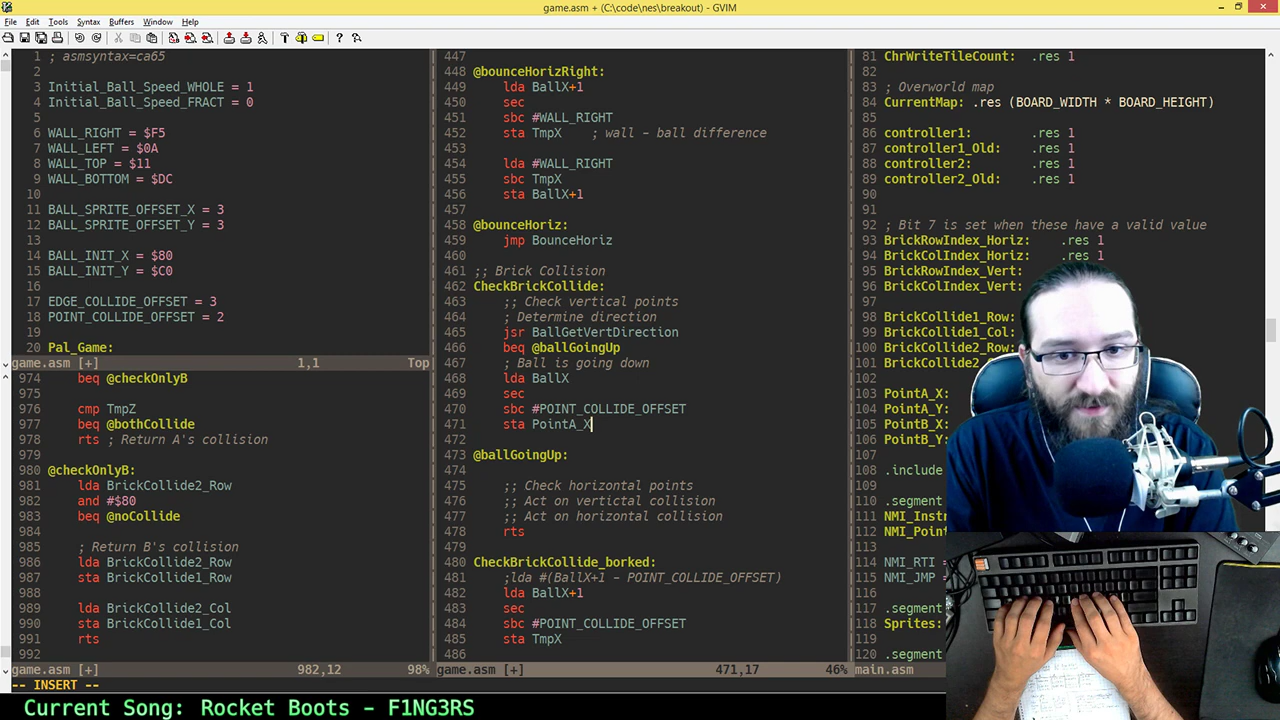 game.asm + (C:\code\nes\breakout) - GVIM
File Edit Tools Syntax Buffers Window Help
1 ; asmsyntax=ca65
2
3 Initial_Ball_Speed_WHOLE = 1
4 Initial_Ball_Speed_FRACT = 0
5
6 WALL_RIGHT = $F5
7 WALL_LEFT = $0A
8 WALL_TOP = $11
9 WALL_BOTTOM = $DC
10
11 BALL_SPRITE_OFFSET_X = 3
12 BALL_SPRITE_OFFSET_Y = 3
13
14 BALL_INIT_X = $80
15 BALL_INIT_Y = $C0
16
17 EDGE_COLLIDE_OFFSET = 3
18 POINT_COLLIDE_OFFSET = 2
19
20 Pal_Game:
game.asm [+] 1,1 Top
974 beq @checkOnlyB
975
976 cmp TmpZ
977 beq @bothCollide
978 rts ; Return A's collision
979
980 @checkOnlyB:
981 lda BrickCollide2_Row
982 and #$80
983 beq @noCollide
984
985 ; Return B's collision
986 lda BrickCollide2_Row
987 sta BrickCollide1_Row
988
989 lda BrickCollide2_Col
990 sta BrickCollide1_Col
991 rts
992
game.asm [+] 982,12 98%
447
448 @bounceHorizRight:
449 lda BallX+1
450 sec
451 sbc #WALL_RIGHT
452 sta TmpX ; wall - ball difference
453
454 lda #WALL_RIGHT
455 sbc TmpX
456 sta BallX+1
457
458 @bounceHoriz:
459 jmp BounceHoriz
460
461 ;; Brick Collision
462 CheckBrickCollide:
463 ;; Check vertical points
464 ; Determine direction
465 jsr BallGetVertDirection
466 beq @ballGoingUp
467 ; Ball is going down
468 lda BallX
469 sec
470 sbc #POINT_COLLIDE_OFFSET
471 sta PointA_X
472
473 @ballGoingUp:
474
475 ;; Check horizontal points
476 ;; Act on vertictal collision
477 ;; Act on horizontal collision
478 rts
479
480 CheckBrickCollide_borked:
481 ;lda #(BallX+1 - POINT_COLLIDE_OFFSET)
482 lda BallX+1
483 sec
484 sbc #POINT_COLLIDE_OFFSET
485 sta TmpX
486
game.asm [+] 471,17 46%
81 ChrWriteTileCount: .res 1
82
83 ; Overworld map
84 CurrentMap: .res (BOARD_WIDTH * BOARD_HEIGHT)
85
86 controller1: .res 1
87 controller1_Old: .res 1
88 controller2: .res 1
89 controller2_Old: .res 1
90
91
92 ; Bit 7 is set when these have a valid value
93 BrickRowIndex_Horiz: .res 1
94 BrickColIndex_Horiz: .res 1
95 BrickRowIndex_Vert:
96 BrickColIndex_Vert:
97
98 BrickCollide1_Row:
99 BrickCollide1_Col:
100 BrickCollide2_Row:
101 BrickCollide2
102
103 PointA_X:
104 PointA_Y:
105 PointB_X:
106 PointB_Y:
107
108 .include
109
110 .segment
111 NMI_Inst
112 NMI_Poin
113
114 NMI_RTI =
115 NMI_JMP =
116
117 .segment
118 Sprites:
119
120 .segment
main.asm
-- INSERT --
Current Song: Rocket Boots - F1NG3RS